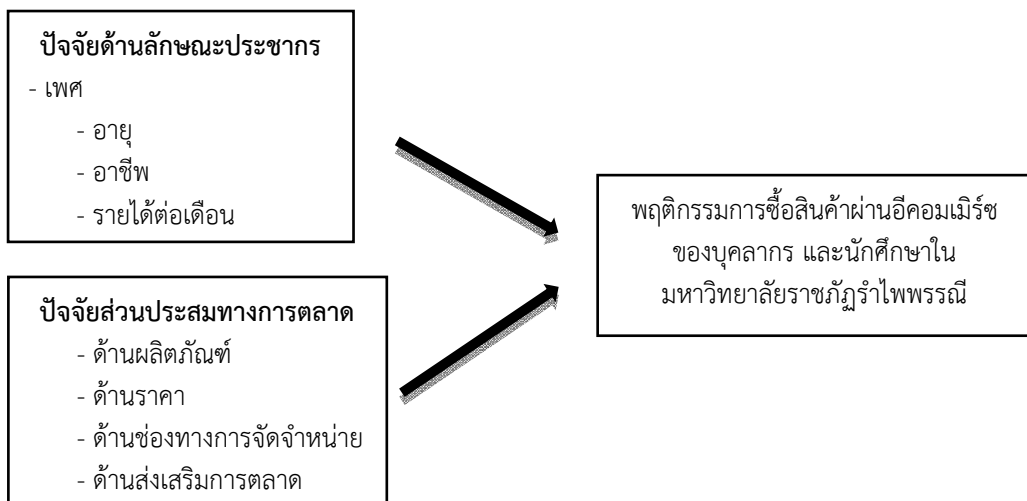 ปัจจัยด้านลักษณะประชากร
- เพศ
- อายุ
- อาชีพ
- รายได้ต่อเดือน
พฤติกรรมการซื้อสินค้าผ่านอีคอมเมิร์ซ
ของบุคลากร และนักศึกษาใน
มหาวิทยาลัยราชภัฏรำไพพรรณี
ปัจจัยส่วนประสมทางการตลาด
- ด้านผลิตภัณฑ์
- ด้านราคา
- ด้านช่องทางการจัดจำหน่าย
- ด้านส่งเสริมการตลาด